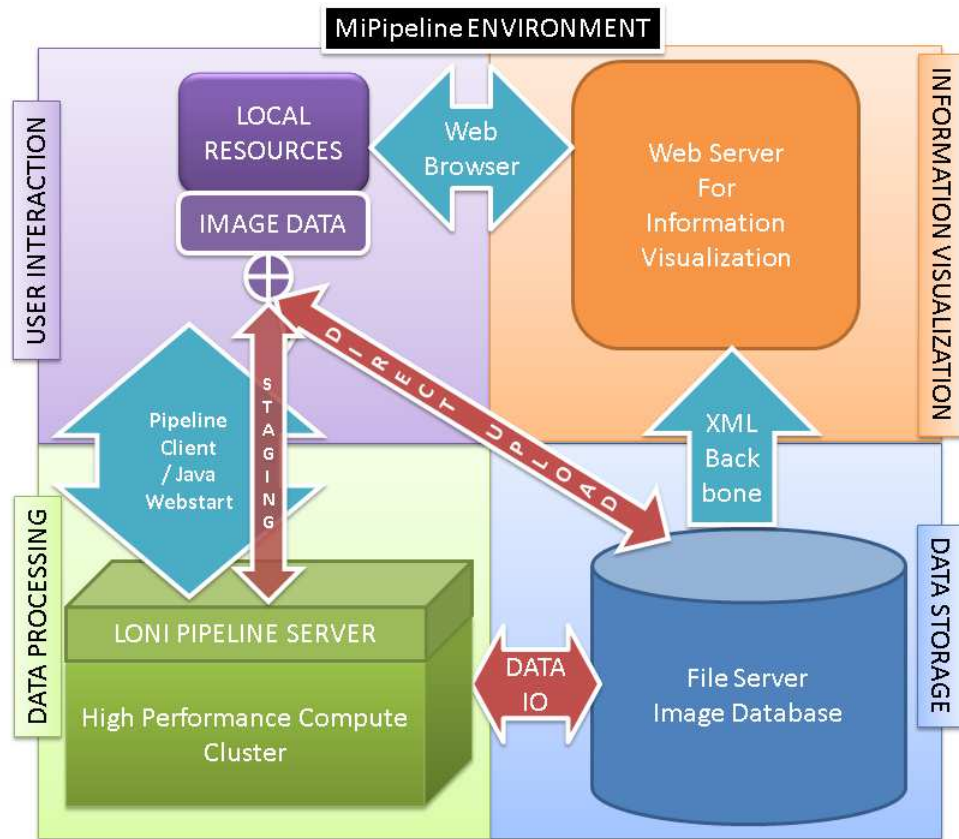 MiPipeline ENVIRONMENT
USER INTERACTION
LOCAL
RESOURCES
IMAGE DATA
Web
Browser
Web Server
For
Information
Visualization
INFORMATION VISUALIZATION
Pipeline
Client
/ Java
Webstart
STAGING
DIRECT UPLOAD
XML
Back
bone
DATA PROCESSING
LONI PIPELINE SERVER
High Performance Compute
Cluster
DATA
IO
File Server
Image Database
DATA STORAGE